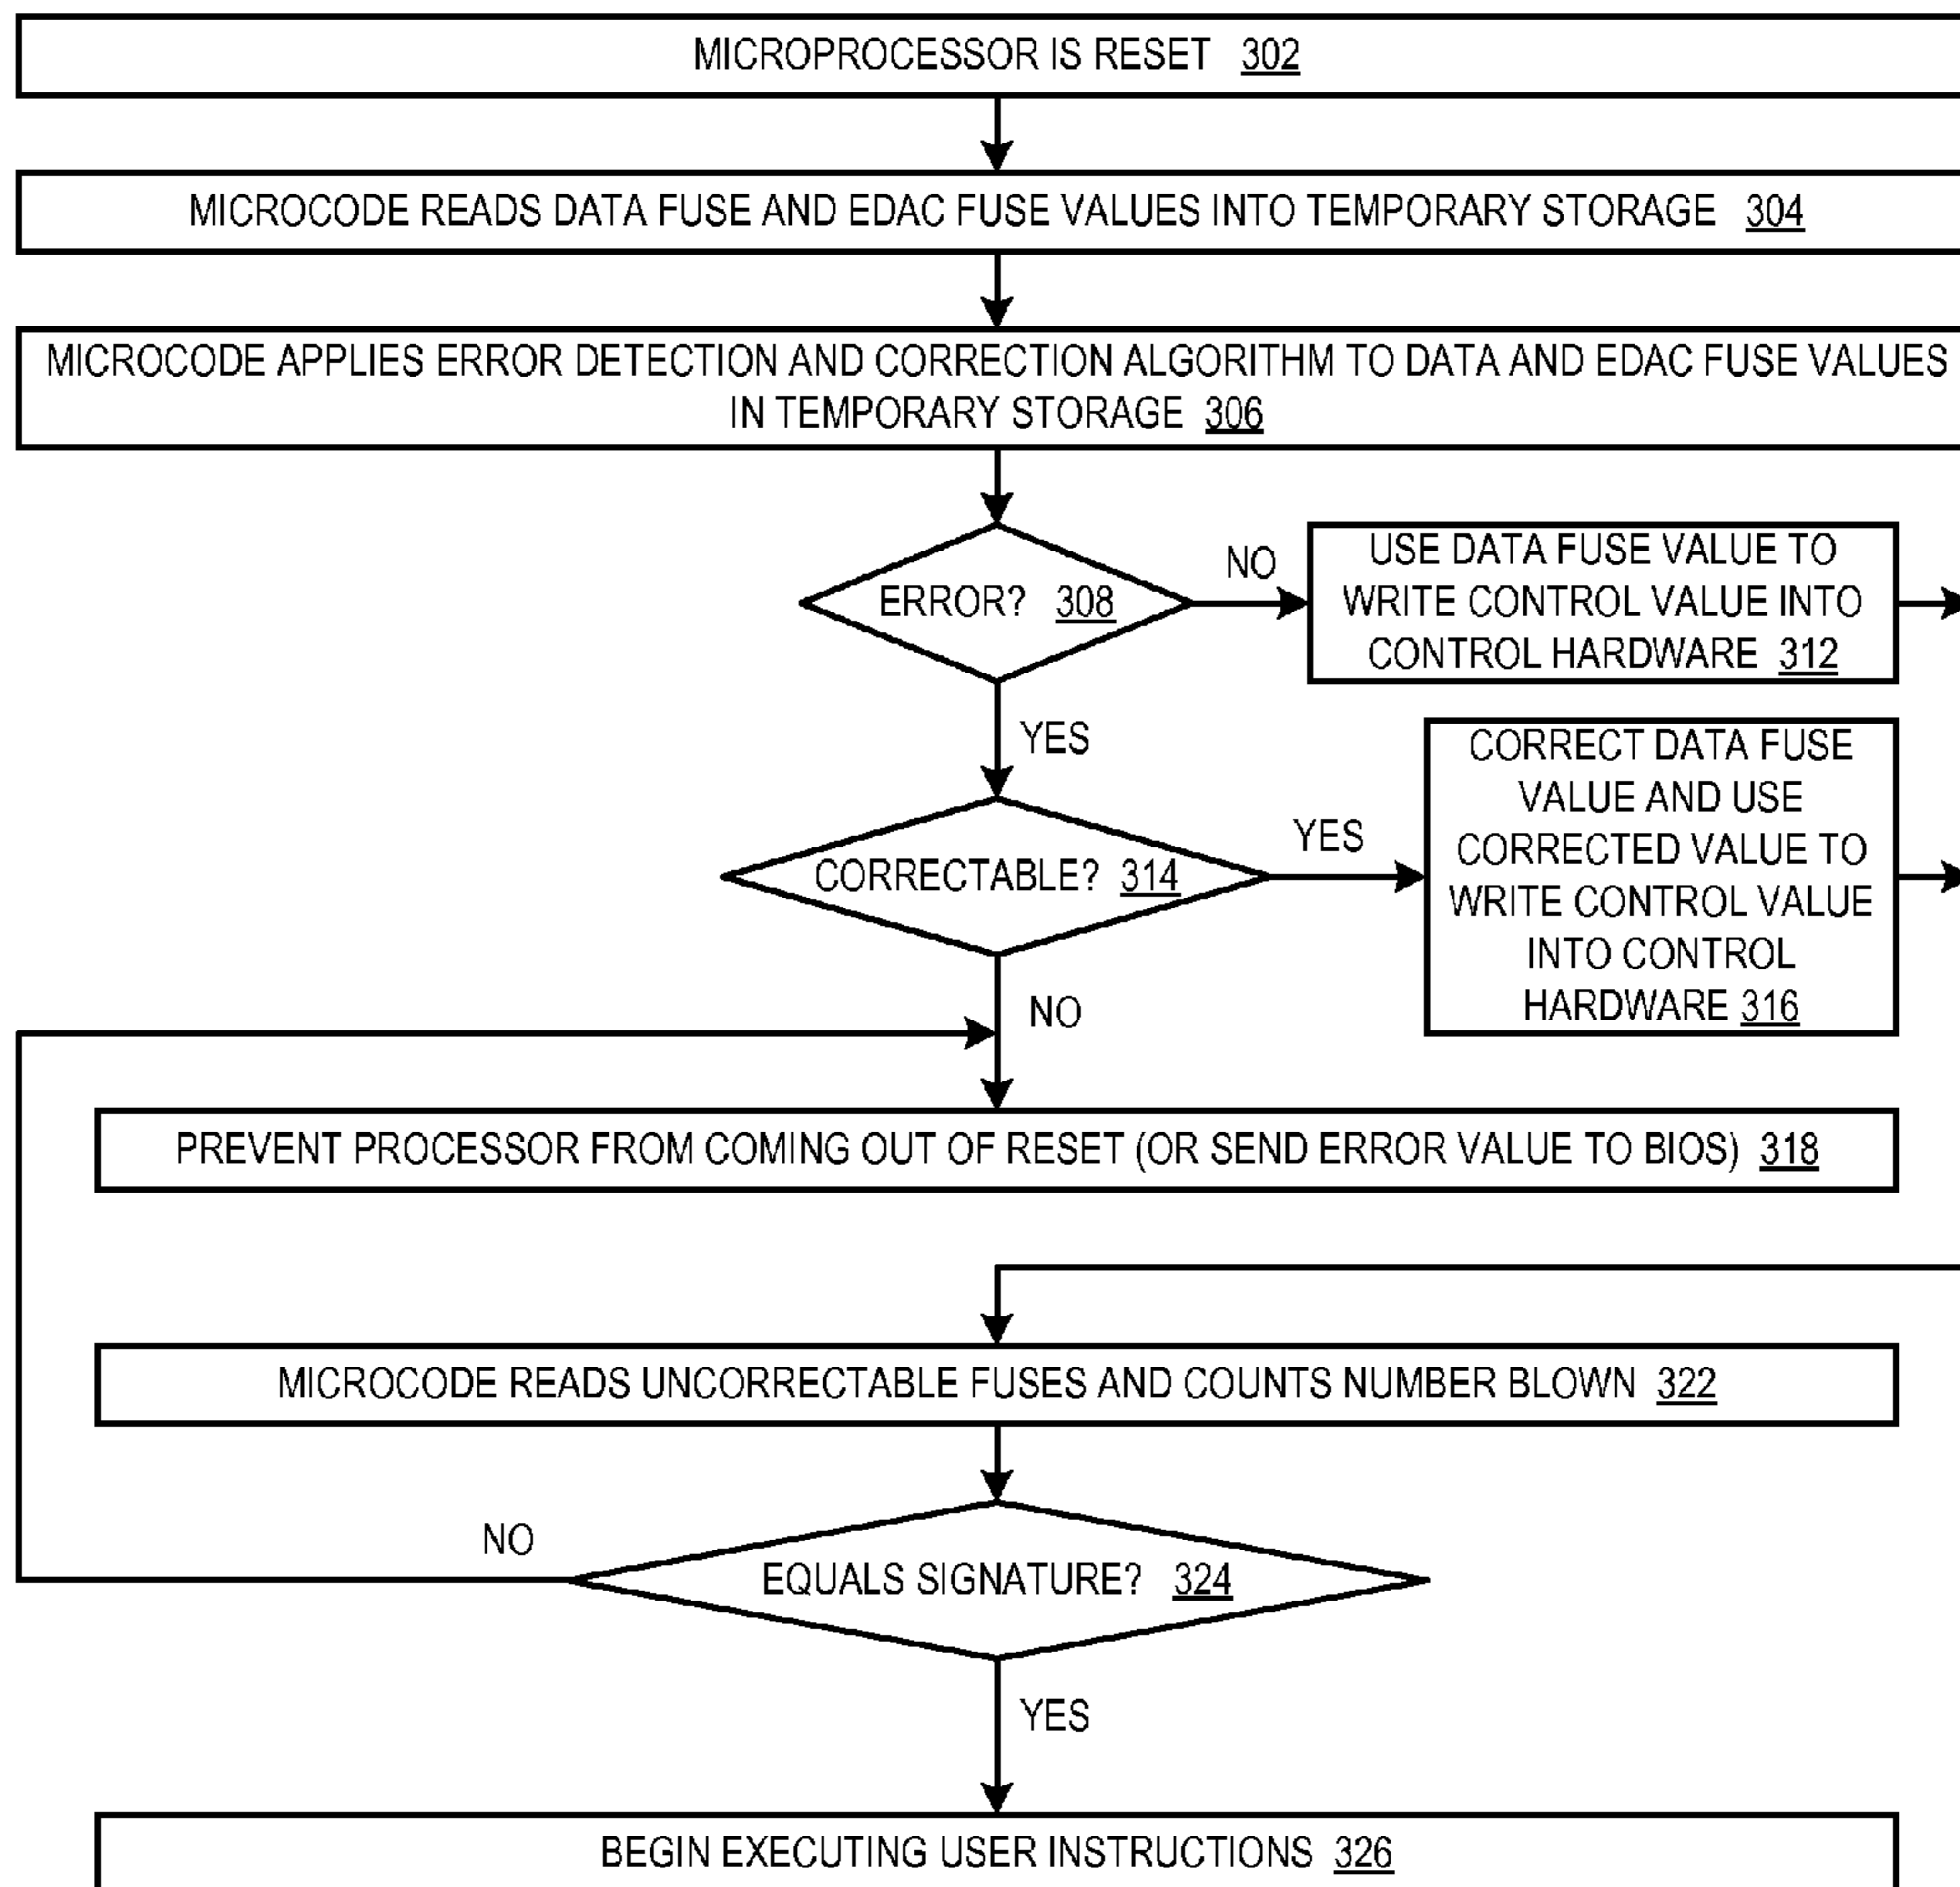 MICROPROCESSOR IS RESET 302
MICROCODE READS DATA FUSE AND EDAC FUSE VALUES INTO TEMPORARY STORAGE 304
MICROCODE APPLIES ERROR DETECTION AND CORRECTION ALGORITHM TO DATA AND EDAC FUSE VALUES
IN TEMPORARY STORAGE 306
ERROR? 308
NO
USE DATA FUSE VALUE TO
WRITE CONTROL VALUE INTO
CONTROL HARDWARE 312
YES
CORRECTABLE? 314
YES
CORRECT DATA FUSE
VALUE AND USE
CORRECTED VALUE TO
WRITE CONTROL VALUE
INTO CONTROL
HARDWARE 316
NO
PREVENT PROCESSOR FROM COMING OUT OF RESET (OR SEND ERROR VALUE TO BIOS) 318
MICROCODE READS UNCORRECTABLE FUSES AND COUNTS NUMBER BLOWN 322
NO
EQUALS SIGNATURE? 324
YES
BEGIN EXECUTING USER INSTRUCTIONS 326